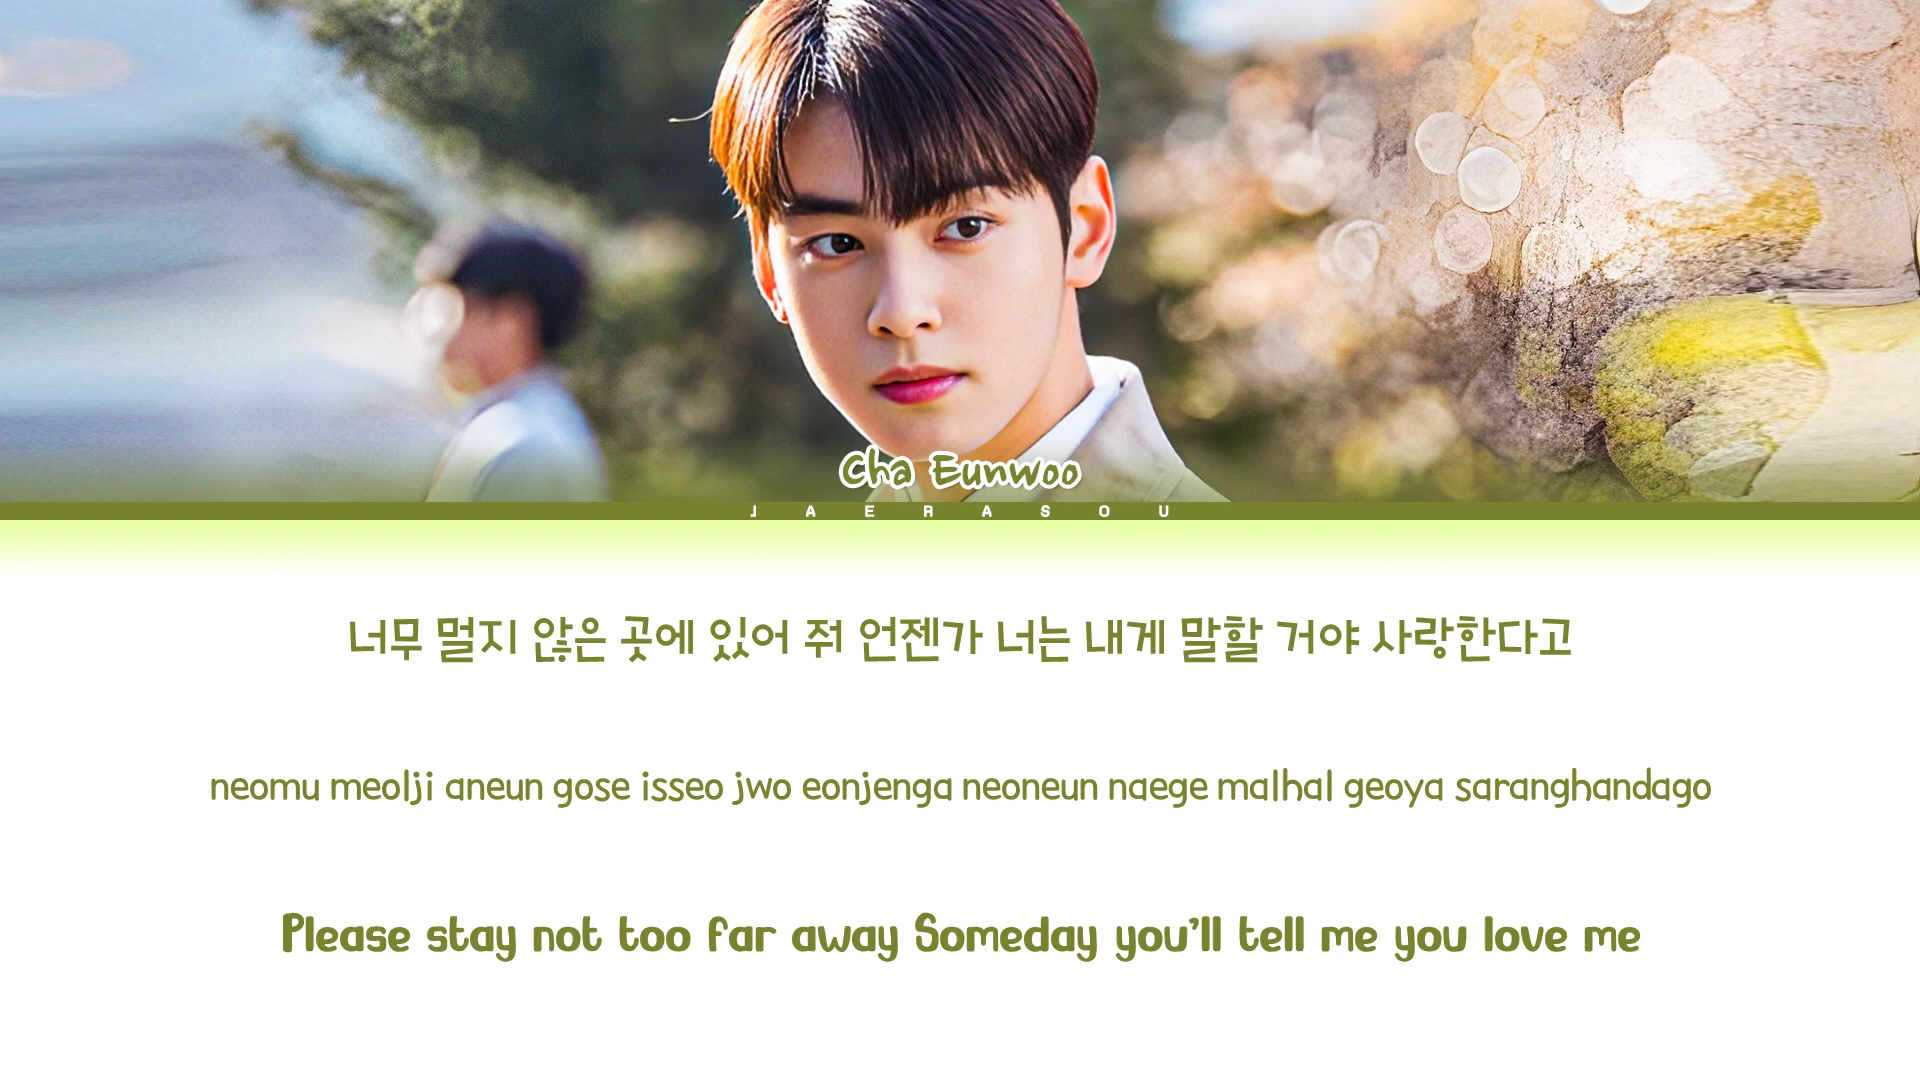 Cha Eunwoo
JAERASOU
너무 멀지 않은 곳에 있어 줘 언젠가 너는 내게 말할 거야 사랑한다고
neomu meolji aneun gose isseo jwo eonjenga neoneun naege malhal geoya saranghandago
Please stay not too far away Someday you’ll tell me you love me